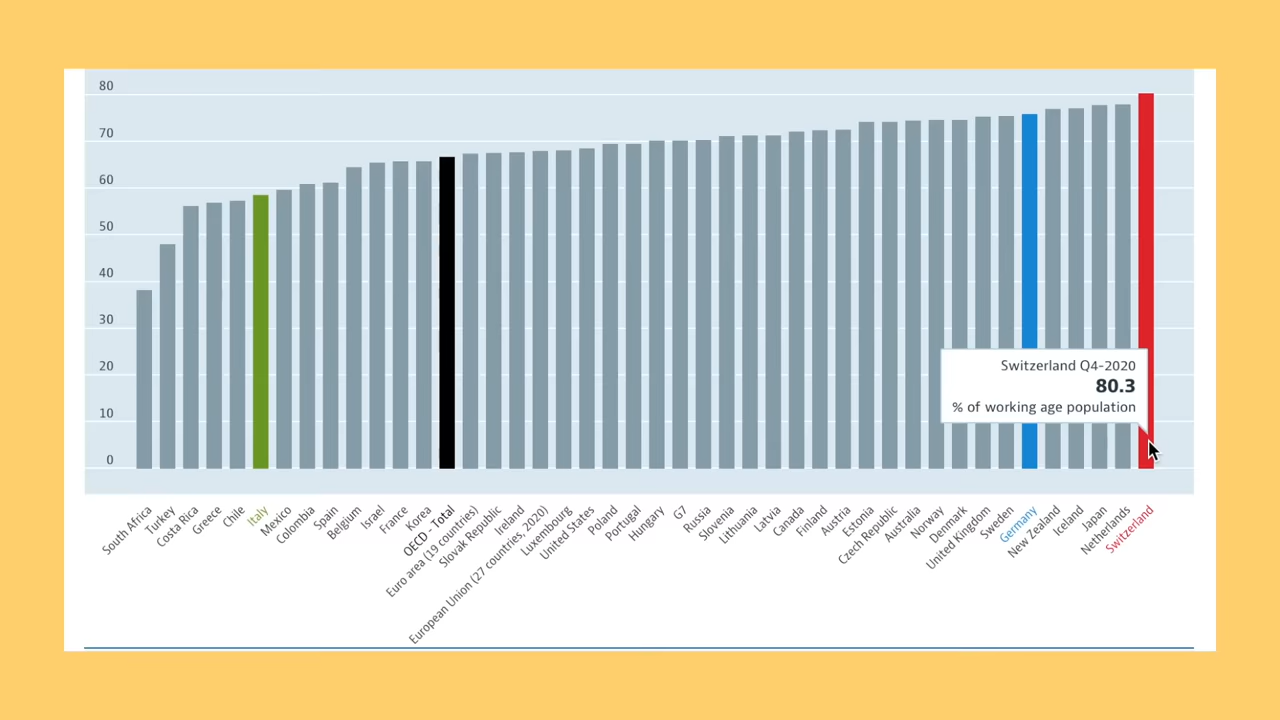 80
70
60
50
40
30
20
10
0
Switzerland Q4-2020
80.3
% of working age population
South Africa
Turkey
Costa Rica
Greece
Chile
Italy
Mexico
Colombia
Spain
Belgium
Israel
France
Korea
OECD - Total
Euro area (19 countries)
Slovak Republic
Ireland
European Union (27 countries, 2020)
Luxembourg
United States
Poland
Portugal
Hungary
G7
Russia
Slovenia
Lithuania
Latvia
Canada
Finland
Austria
Estonia
Czech Republic
Australia
Norway
Denmark
United Kingdom
Sweden
Germany
New Zealand
Iceland
Japan
Netherlands
Switzerland